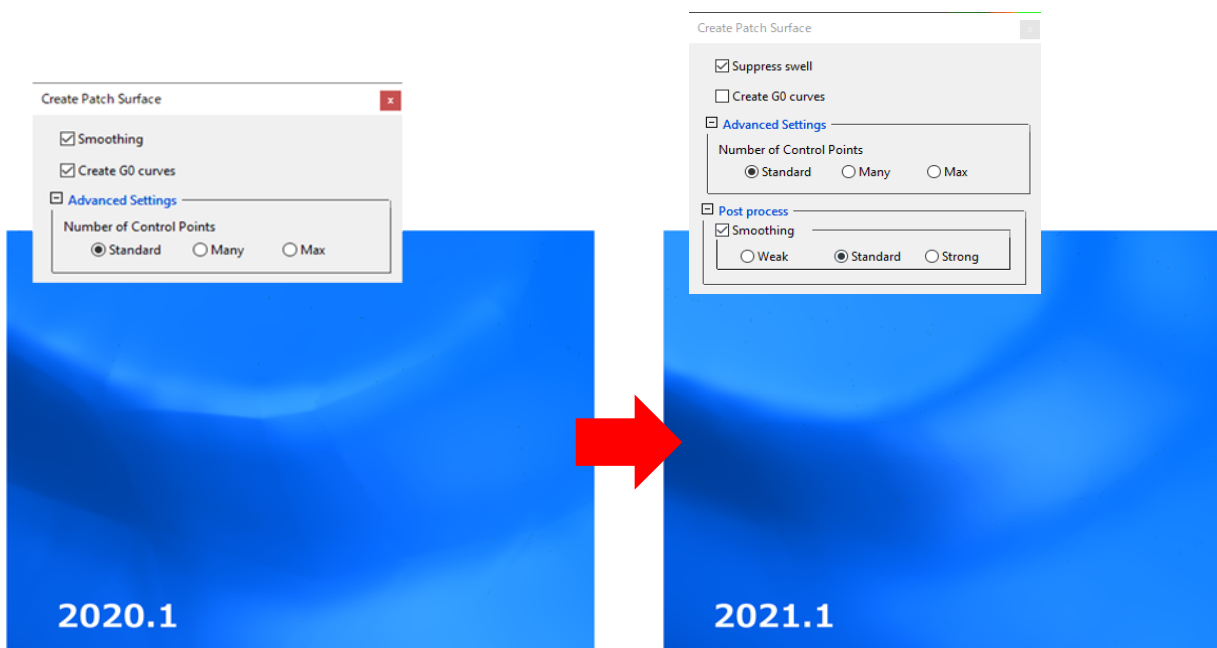 Create Patch Surface
x
Smoothing
Create G0 curves
Advanced Settings
Number of Control Points
Standard Many Max
2020.1
Create Patch Surface
x
Suppress swell
Create G0 curves
Advanced Settings
Number of Control Points
Standard Many Max
Post process
Smoothing
Weak Standard Strong
2021.1